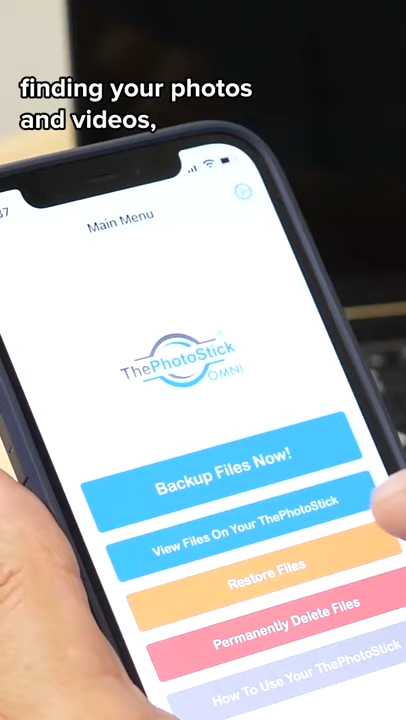 finding your photos
and videos,
37
Main Menu
ThePhotoStick®
OMNI
Backup Files Now!
View Files On Your ThePhotoStick
Restore Files
Permanently Delete Files
How To Use Your ThePhotoStick